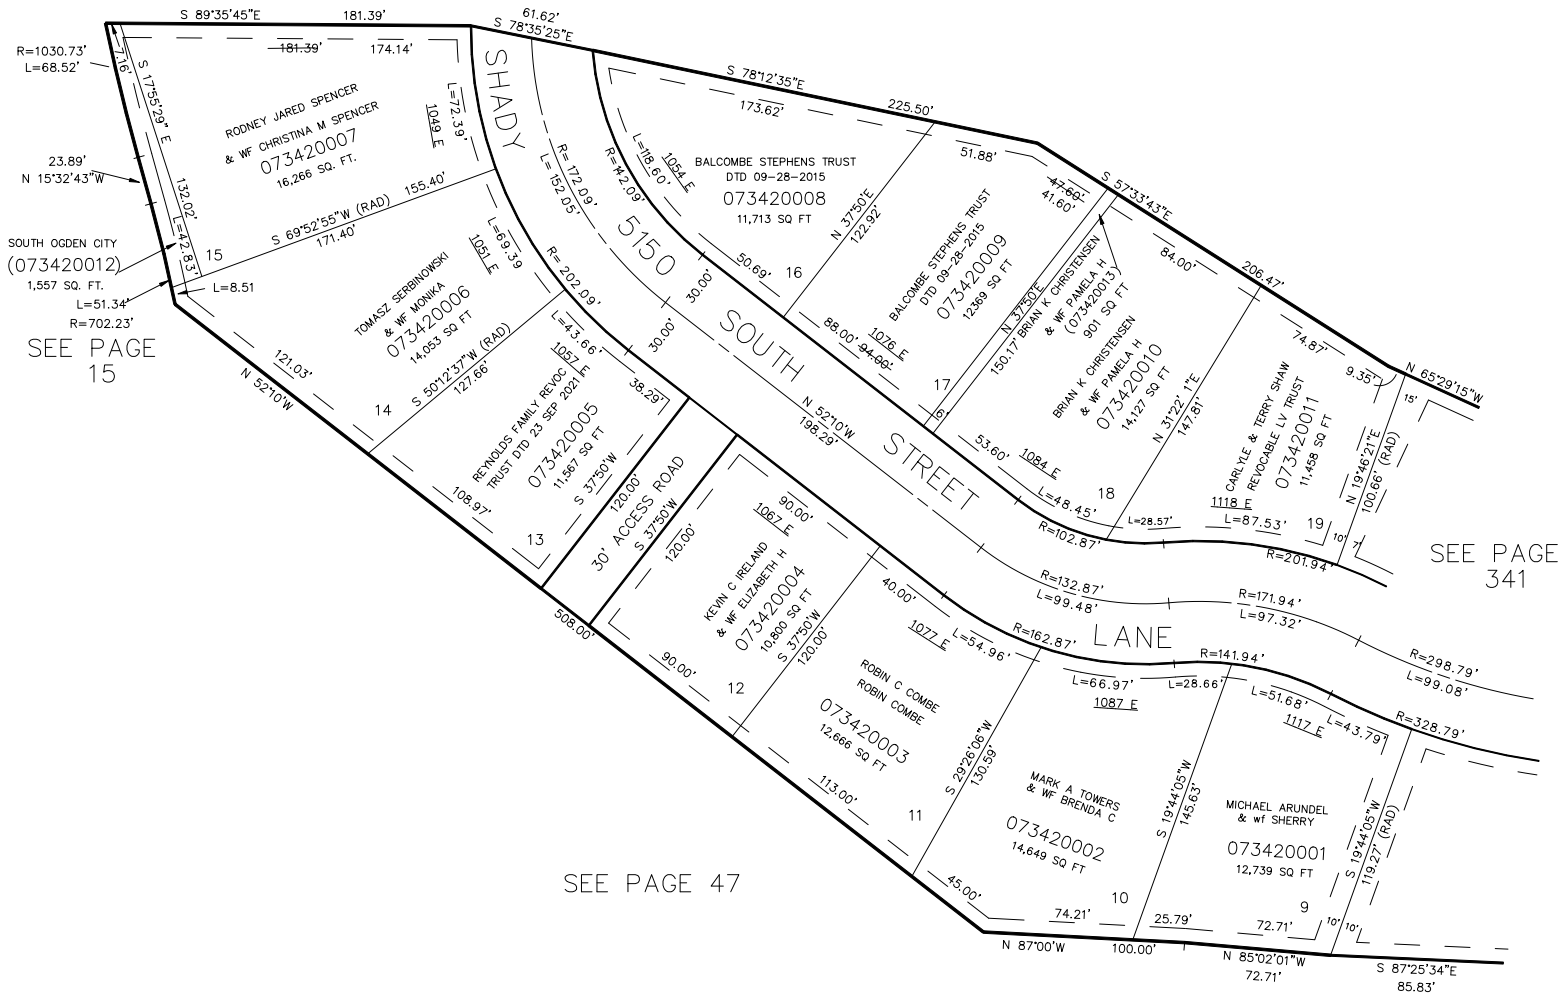 S 89°35'45"E 181.39'
61.62'
S 78°35'25"E
R=1030.73'
L=68.52'
7.16'
181.39' 174.14'
S 17°55'29" E
132.02'
23.89'
N 15°32'43"W
RODNEY JARED SPENCER
& WF CHRISTINA M SPENCER
073420007
16,266 SQ. FT.
1049 E
L=72.39'
155.40'
S 69°52'55"W (RAD)
171.40'
15
L=42.83'
SOUTH OGDEN CITY
(073420012)
1,557 SQ. FT.
L=51.34'
R=702.23'
L=8.51
SEE PAGE
15
SHADY
5150
SOUTH
STREET
LANE
R= 172.09'
L= 152.05'
R=142.09'
L=118.60'
1054 E
S 78°12'35"E
225.50'
173.62'
BALCOMBE STEPHENS TRUST
DTD 09-28-2015
073420008
11,713 SQ FT
N 37°50'E
122.92'
50.69'
16
30.00'
30.00'
L=69.39
1051 E
R= 202.09'
TOMASZ SERBINOWSKI
& WF MONIKA
073420006
14,053 SQ FT
S 50°12'37"W (RAD)
127.66'
14
121.03'
N 52°10'W
L=43.66'
1057 E
38.29'
REYNOLDS FAMILY REVOC
TRUST DTD 23 SEP 2021
073420005
11,567 SQ FT
S 37°50'W
120.00'
108.97'
13
30' ACCESS ROAD
S 37°50'W
120.00'
508.00'
51.88'
47.60'
41.60'
S 57°33'43"E
206.47'
BALCOMBE STEPHENS TRUST
DTD 09-28-2015
073420009
12369 SQ FT
88.00'
1076 E
94.00'
17
6'
N 37°50'E
150.17'
BRIAN K CHRISTENSEN
& WF PAMELA H
(073420013)
901 SQ FT
84.00'
BRIAN K CHRISTENSEN
& WF PAMELA H
073420010
14,127 SQ FT
N 31°22' 1"E
147.81'
53.60'
1084 E
L=48.45'
18
74.87'
9.35'
N 65°29'15"W
15'
CARLYLE & TERRY SHAW
REVOCABLE LV TRUST
073420011
11,458 SQ FT
1118 E
L=28.57'
L=87.53'
19
N 19°46'21"E
100.66' (RAD)
10' 7'
R=102.87'
R=201.94'
SEE PAGE
341
N 52°10'W
198.29'
R=132.87'
L=99.48'
R=171.94'
L=97.32'
R=298.79'
L=99.08'
90.00'
1067 E
KEVIN C IRELAND
& WF ELIZABETH H
073420004
10,800 SQ FT
S 37°50'W
120.00'
90.00'
12
40.00'
1077 E
L=54.96'
R=162.87'
ROBIN C COMBE
ROBIN COMBE
073420003
12,666 SQ FT
113.00'
11
S 29°26'06"W
130.59'
L=66.97'
L=28.66'
1087 E
R=141.94'
MARK A TOWERS
& WF BRENDA C
073420002
14,649 SQ FT
45.00'
74.21'
10
S 19°44'05"W
145.63'
L=51.68'
1117 E
L=43.79'
R=328.79'
MICHAEL ARUNDEL
& wf SHERRY
073420001
12,739 SQ FT
9
25.79'
72.71'
S 19°44'05"W
119.27' (RAD)
10' 10'
N 87°00'W
100.00'
N 85°02'01"W
72.71'
S 87°25'34"E
85.83'
SEE PAGE 47